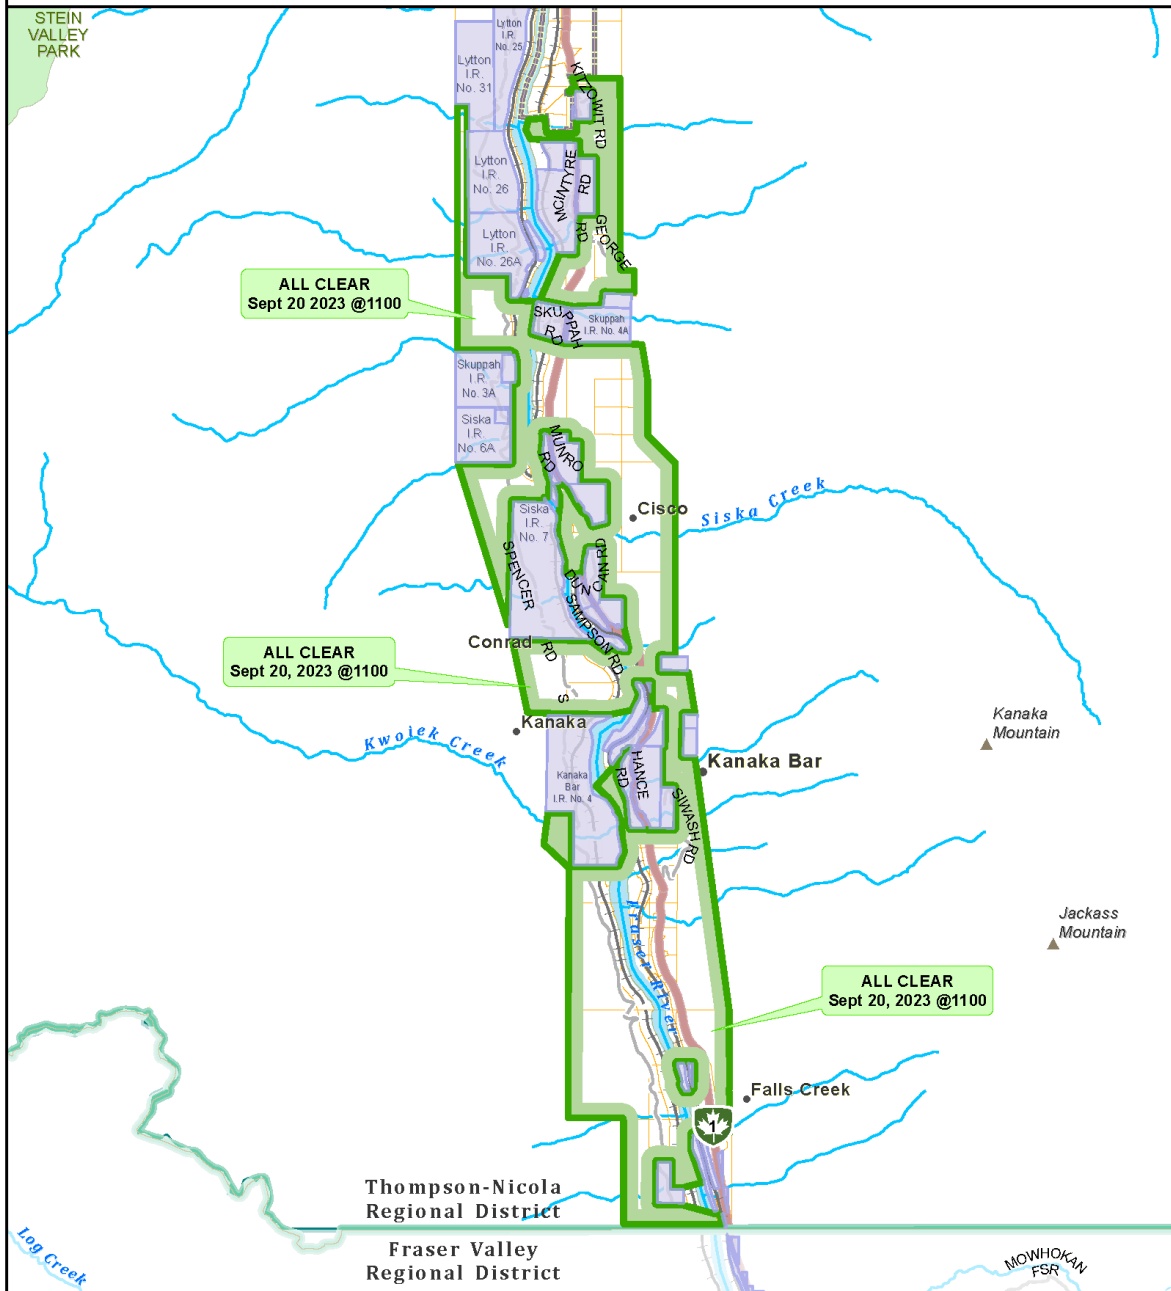 STEIN
VALLEY
PARK
Lytton
I.R.
No. 25
Lytton
I.R.
No. 31
KITZOWIT RD
Lytton
I.R.
No. 26
MCINTYRE
RD
RD
GEORGE
Lytton
I.R.
No. 26A
ALL CLEAR
Sept 20 2023 @1100
SKUPPAH
RD
Skuppah
I.R. No. 4A
Skuppah
I.R.
No. 3A
Siska
I.R.
No. 6A
MUNRO
RD
Siska
I.R.
No. 7
Cisco
Siska Creek
SPENCER
RD
S
DUNCAN RD
SAMPSON RD
Conrad
ALL CLEAR
Sept 20, 2023 @1100
Kanaka
Kwoiek Creek
Kanaka
Mountain
Kanaka Bar
Kanaka
Bar
I.R. No. 4
HANCE
RD
SIWASH RD
Fraser River
Jackass
Mountain
ALL CLEAR
Sept 20, 2023 @1100
Falls Creek
1
Thompson-Nicola
Regional District
Fraser Valley
Regional District
Log Creek
MOWHOKAN
FSR